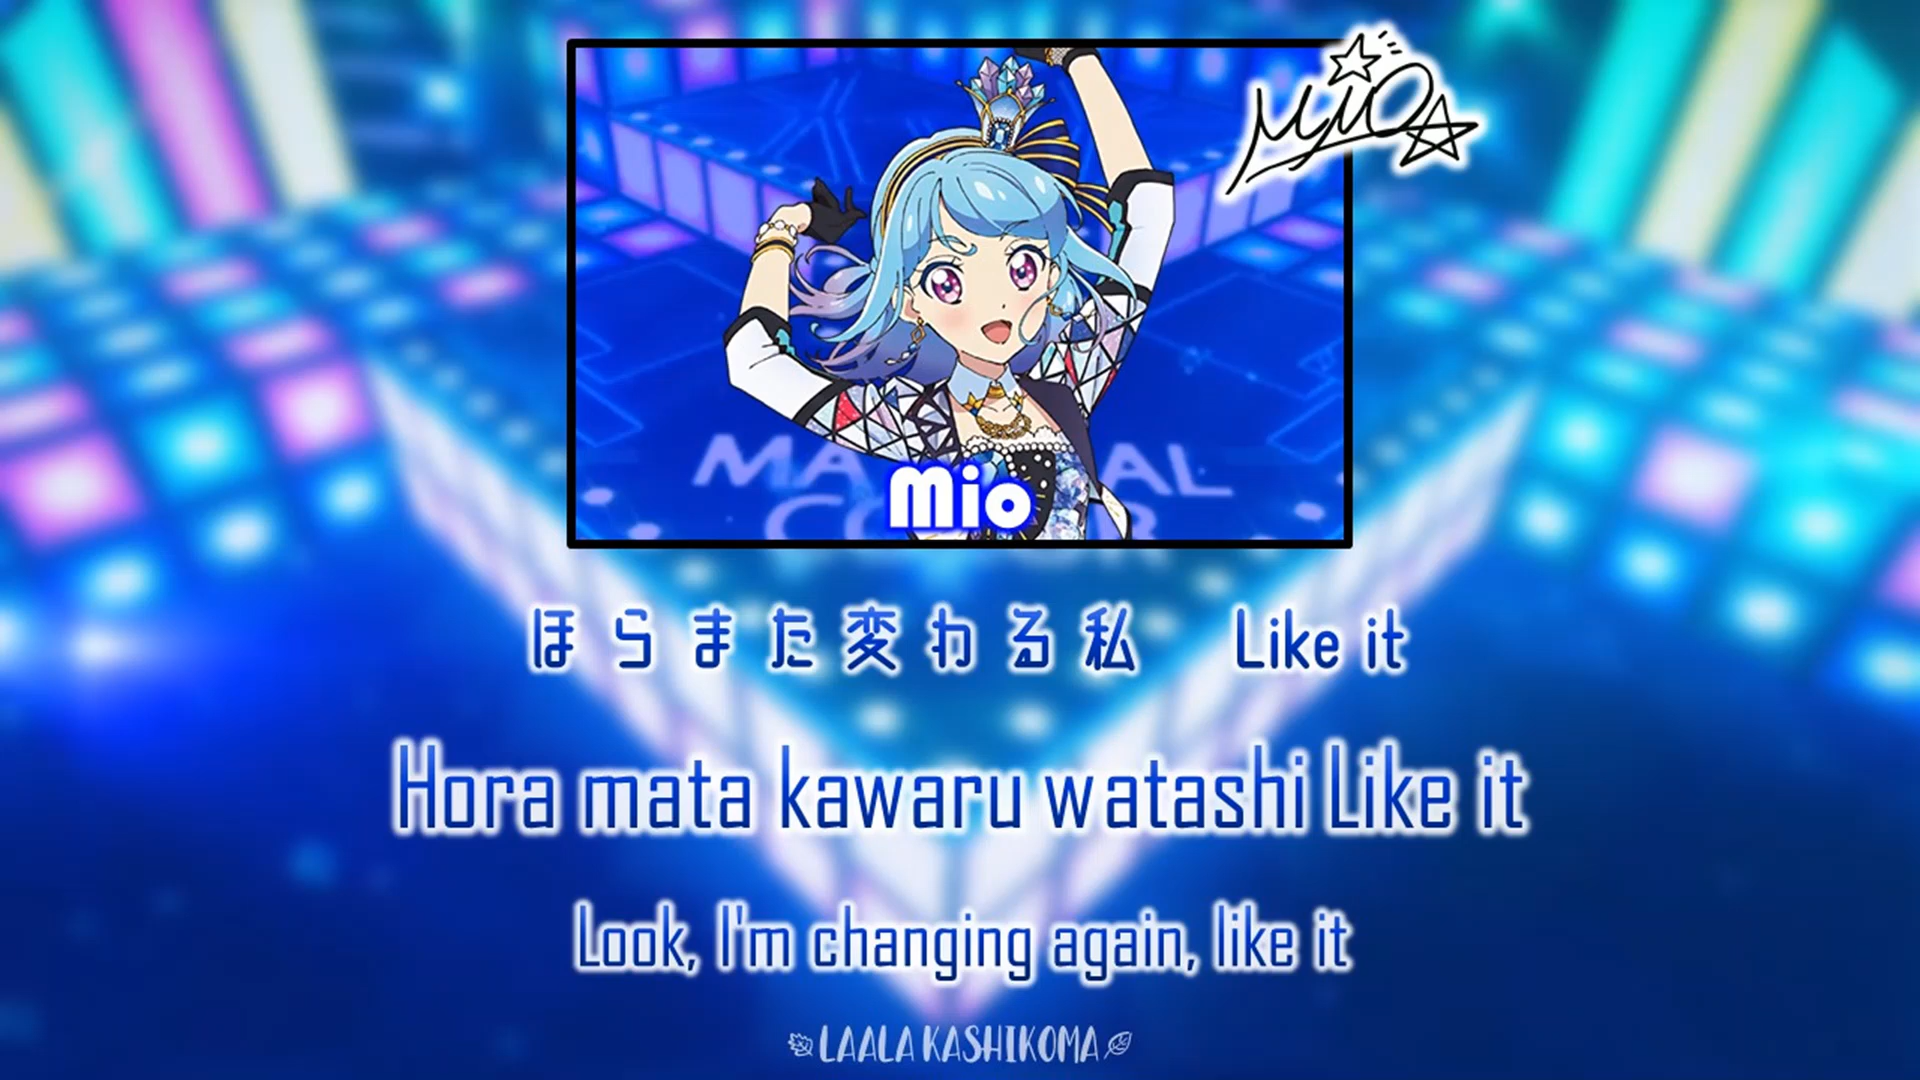 Mio
Mio
ほらまた変わる私 Like it
Hora mata kawaru watashi Like it
Look, I'm changing again, like it
LAALA KASHIKOMA